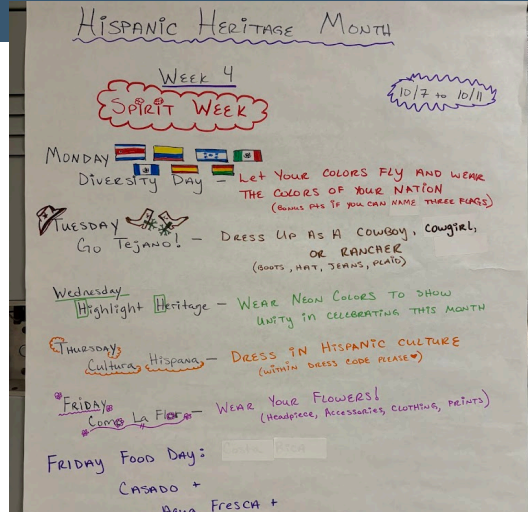 HISPANIC HERITAGE MONTH
WEEK 4
SPIRIT WEEK
10/7 to 10/11
MONDAY
DIVERSITY DAY - LET YOUR COLORS FLY AND WEAR
THE COLORS OF YOUR NATION
(BONUS PTS IF YOU CAN NAME THREE FLAGS)
TUESDAY
GO TEJANO! - DRESS UP AS A COWBOY, COWGIRL,
OR RANCHER
(BOOTS, HAT, JEANS, PLAID)
Wednesday
Highlight Heritage - WEAR NEON COLORS TO SHOW
UNITY IN CELEBRATING THIS MONTH
THURSDAY
Cultura Hispana - DRESS IN HISPANIC CULTURE
(WITHIN DRESS CODE PLEASE♥)
FRIDAY
Como La Flor - WEAR YOUR FLOWERS!
(Headpiece, Accessories, CLOTHING, PRINTS)
FRIDAY FOOD DAY:
CASADO +
Agua FRESCA +